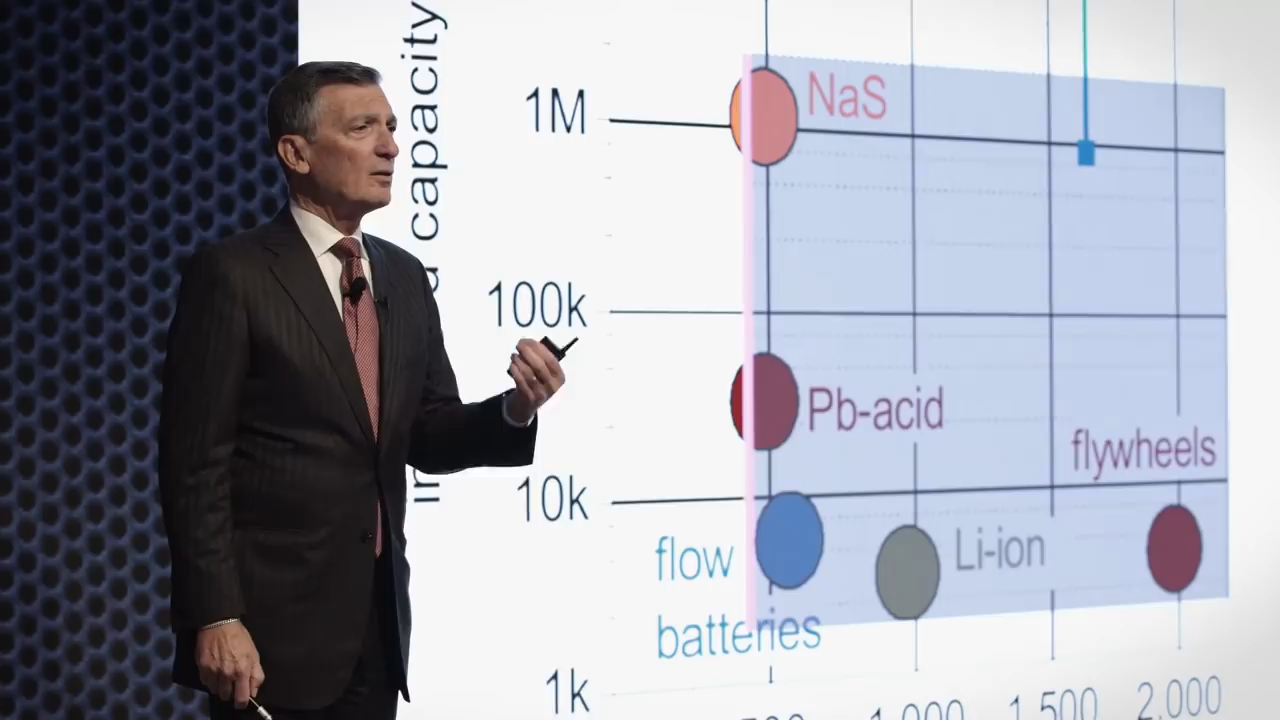 capacity
1M
NaS
100k
Pb-acid
flywheels
10k
flow
batteries
Li-ion
1k
1,000
1,500
2,000